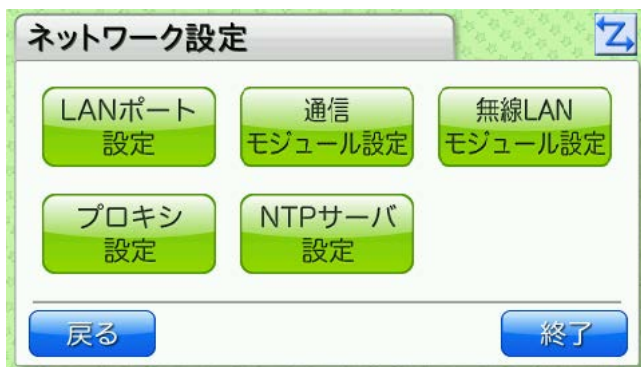 ネットワーク設定
LANポート
設定
通信
モジュール設定
無線LAN
モジュール設定
プロキシ
設定
NTPサーバ
設定
戻る
終了